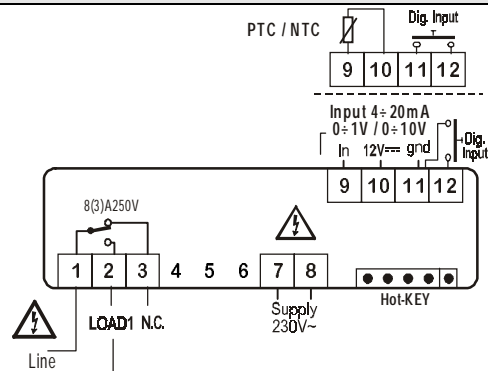 PTC / NTC
Dig. Input
9 10 11 12
Input 4÷20mA
0÷1V / 0÷10V
In 12V gnd
Dig.
Input
9 10 11 12
8(3)A250V
1 2 3 4 5 6 7 8
Hot-KEY
LOAD1 N.C.
Supply
230V~
Line